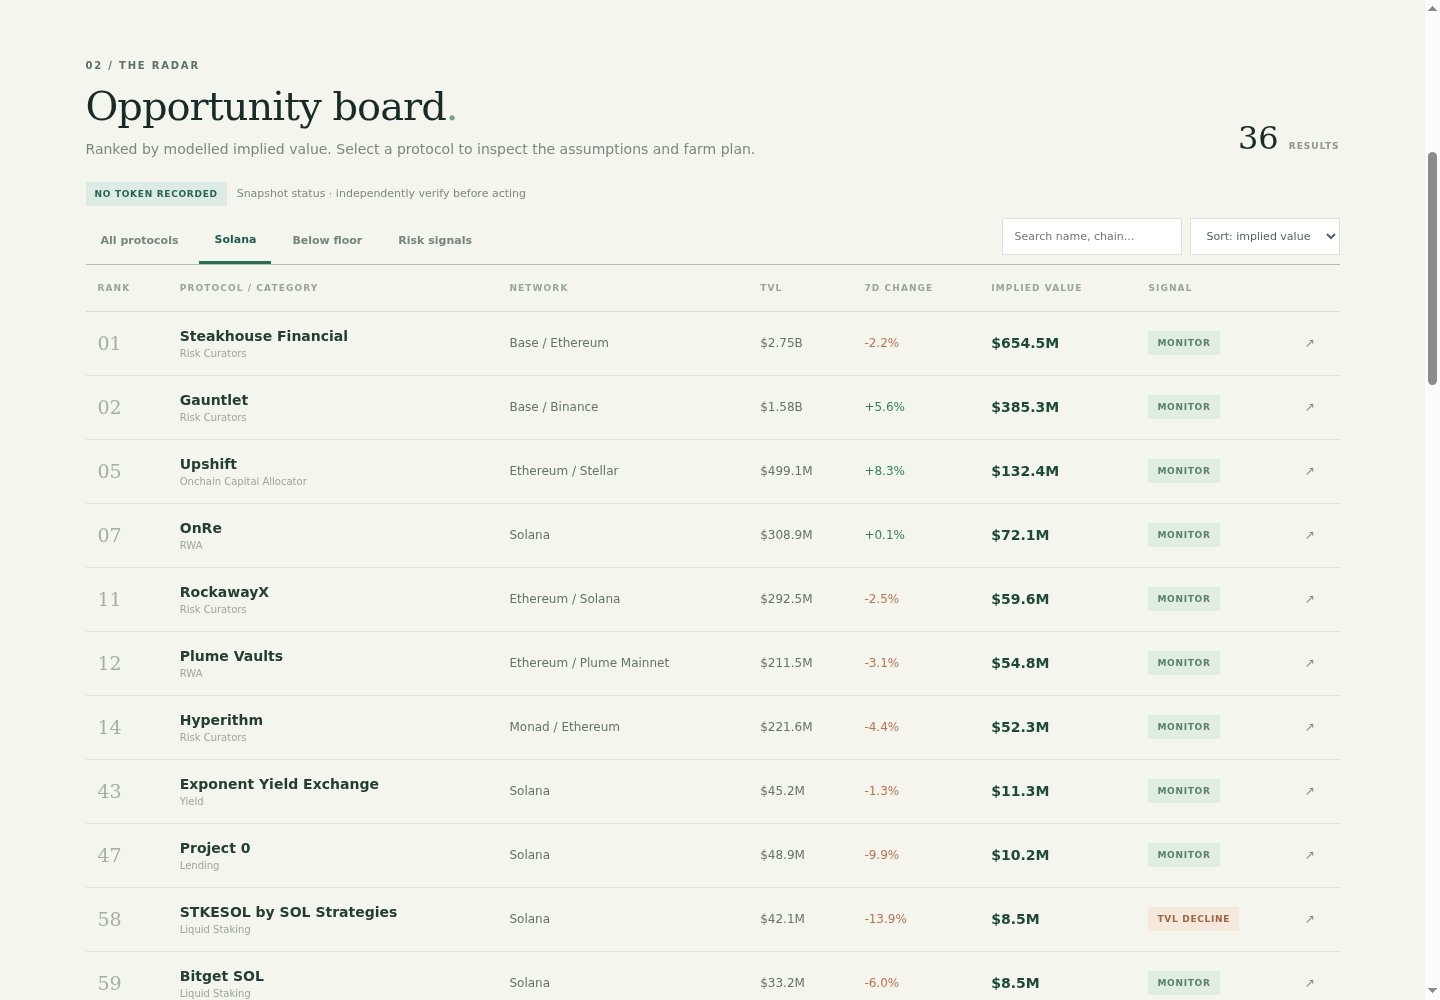 02 / THE RADAR
Opportunity board.
Ranked by modelled implied value. Select a protocol to inspect the assumptions and farm plan.
36 RESULTS
NO TOKEN RECORDED Snapshot status · independently verify before acting
All protocols Solana Below floor Risk signals Search name, chain... Sort: implied value
RANK PROTOCOL / CATEGORY NETWORK TVL 7D CHANGE IMPLIED VALUE SIGNAL
01 Steakhouse Financial Base / Ethereum $2.75B -2.2% $654.5M MONITOR ↗
Risk Curators
02 Gauntlet Base / Binance $1.58B +5.6% $385.3M MONITOR ↗
Risk Curators
05 Upshift Ethereum / Stellar $499.1M +8.3% $132.4M MONITOR ↗
Onchain Capital Allocator
07 OnRe Solana $308.9M +0.1% $72.1M MONITOR ↗
RWA
11 RockawayX Ethereum / Solana $292.5M -2.5% $59.6M MONITOR ↗
Risk Curators
12 Plume Vaults Ethereum / Plume Mainnet $211.5M -3.1% $54.8M MONITOR ↗
RWA
14 Hyperithm Monad / Ethereum $221.6M -4.4% $52.3M MONITOR ↗
Risk Curators
43 Exponent Yield Exchange Solana $45.2M -1.3% $11.3M MONITOR ↗
Yield
47 Project 0 Solana $48.9M -9.9% $10.2M MONITOR ↗
Lending
58 STKESOL by SOL Strategies Solana $42.1M -13.9% $8.5M TVL DECLINE ↗
Liquid Staking
59 Bitget SOL Solana $33.2M -6.0% $8.5M MONITOR ↗
Liquid Staking